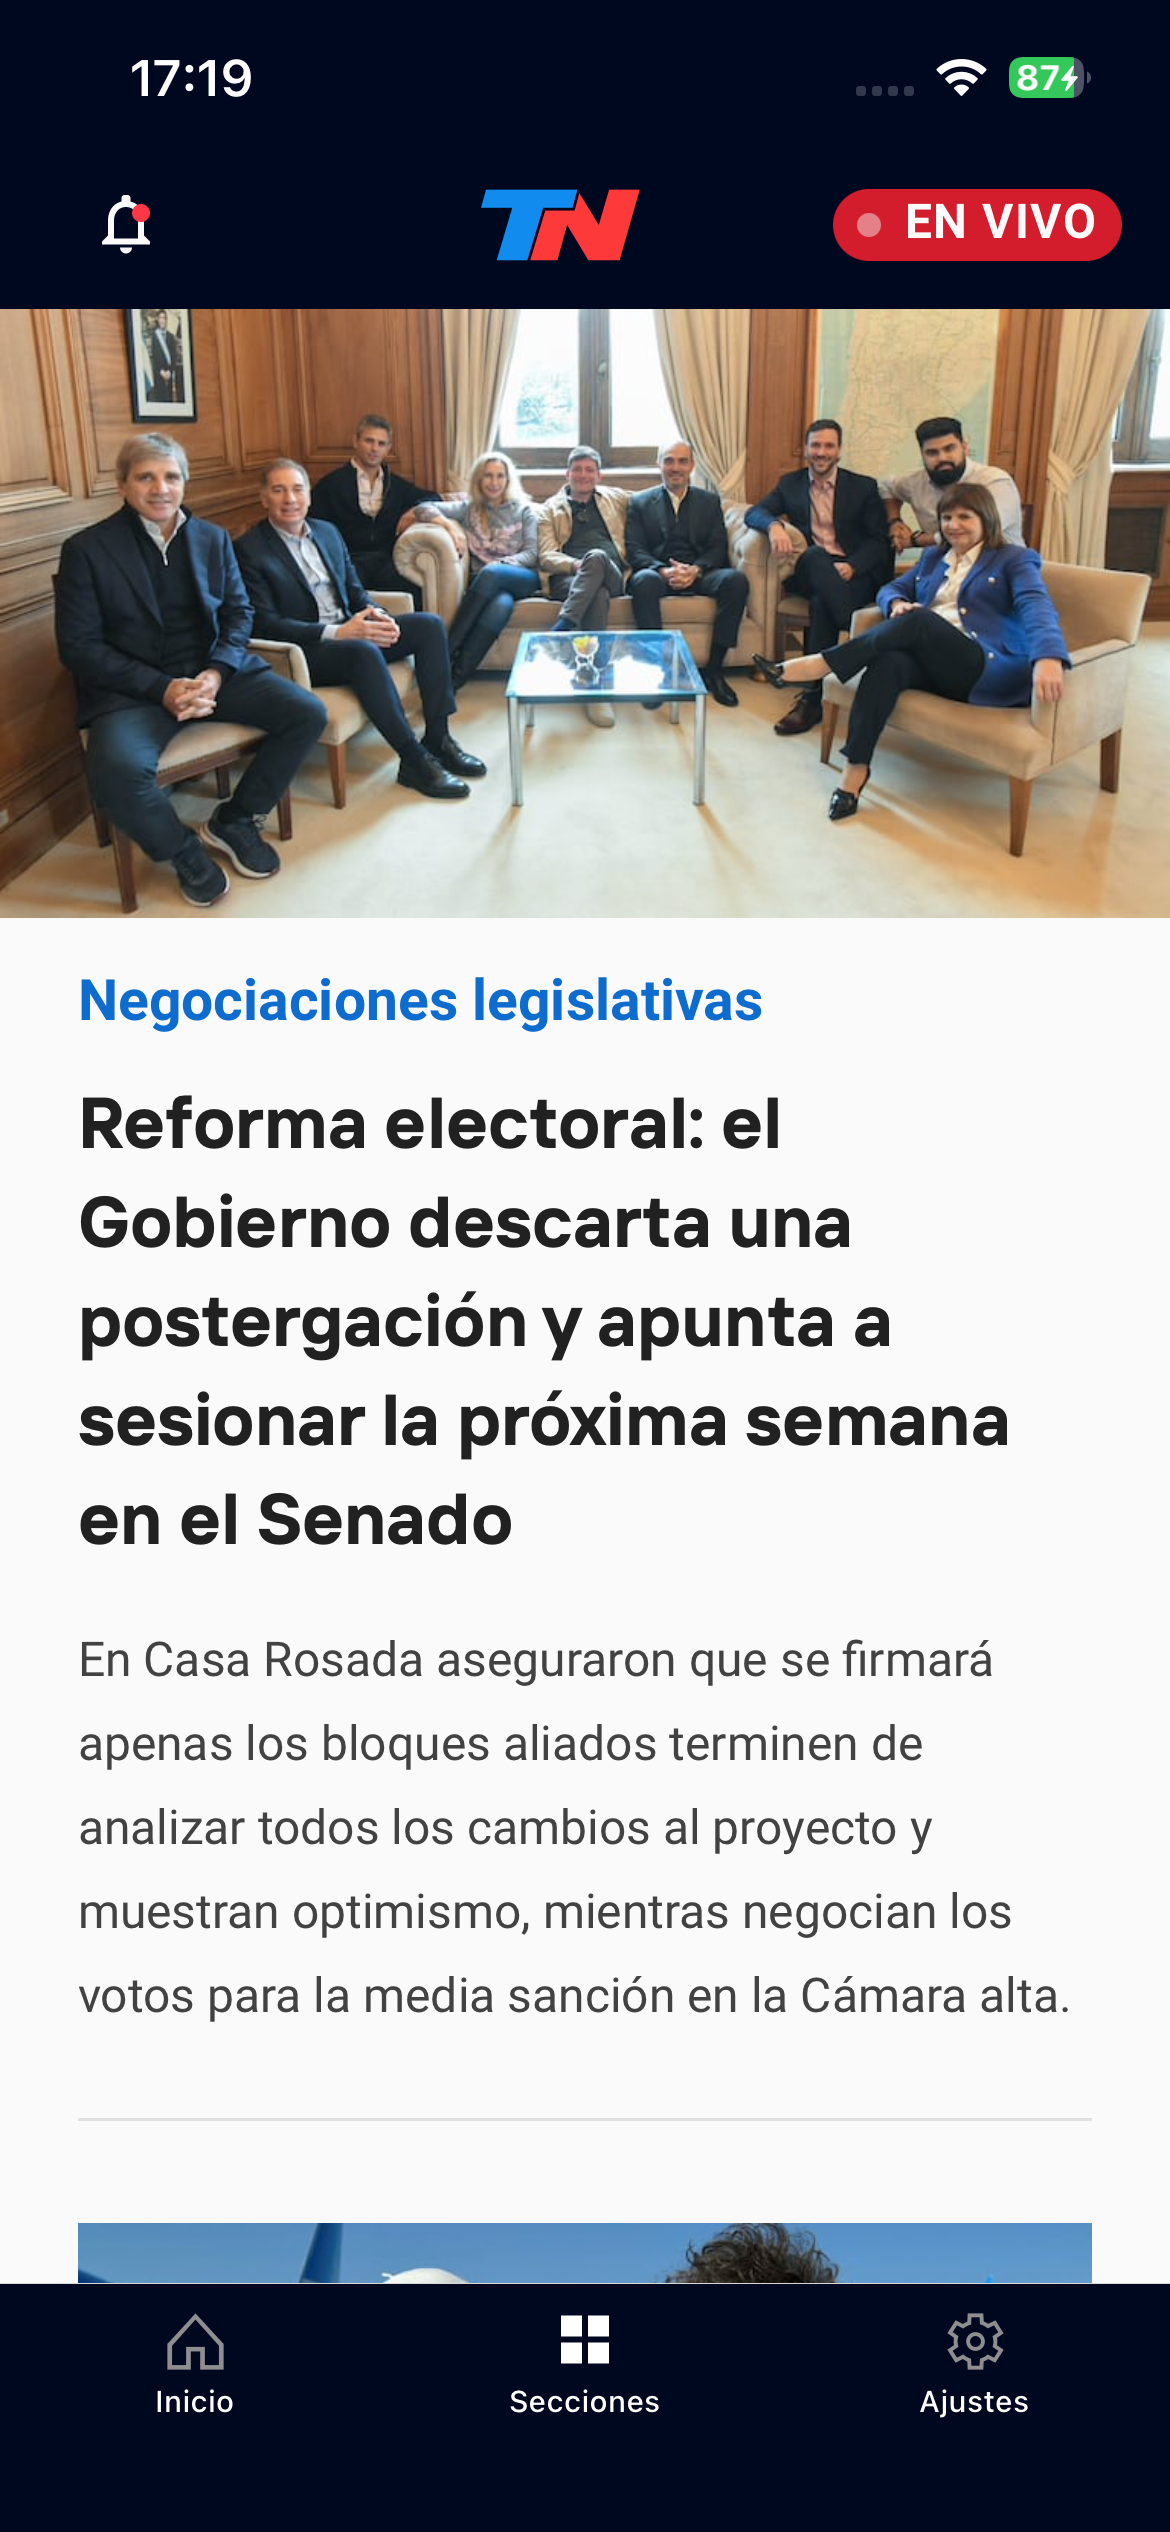 17:19
87
TN
EN VIVO
Negociaciones legislativas
Reforma electoral: el
Gobierno descarta una
postergación y apunta a
sesionar la próxima semana
en el Senado
En Casa Rosada aseguraron que se firmará
apenas los bloques aliados terminen de
analizar todos los cambios al proyecto y
muestran optimismo, mientras negocian los
votos para la media sanción en la Cámara alta.
Inicio
Secciones
Ajustes